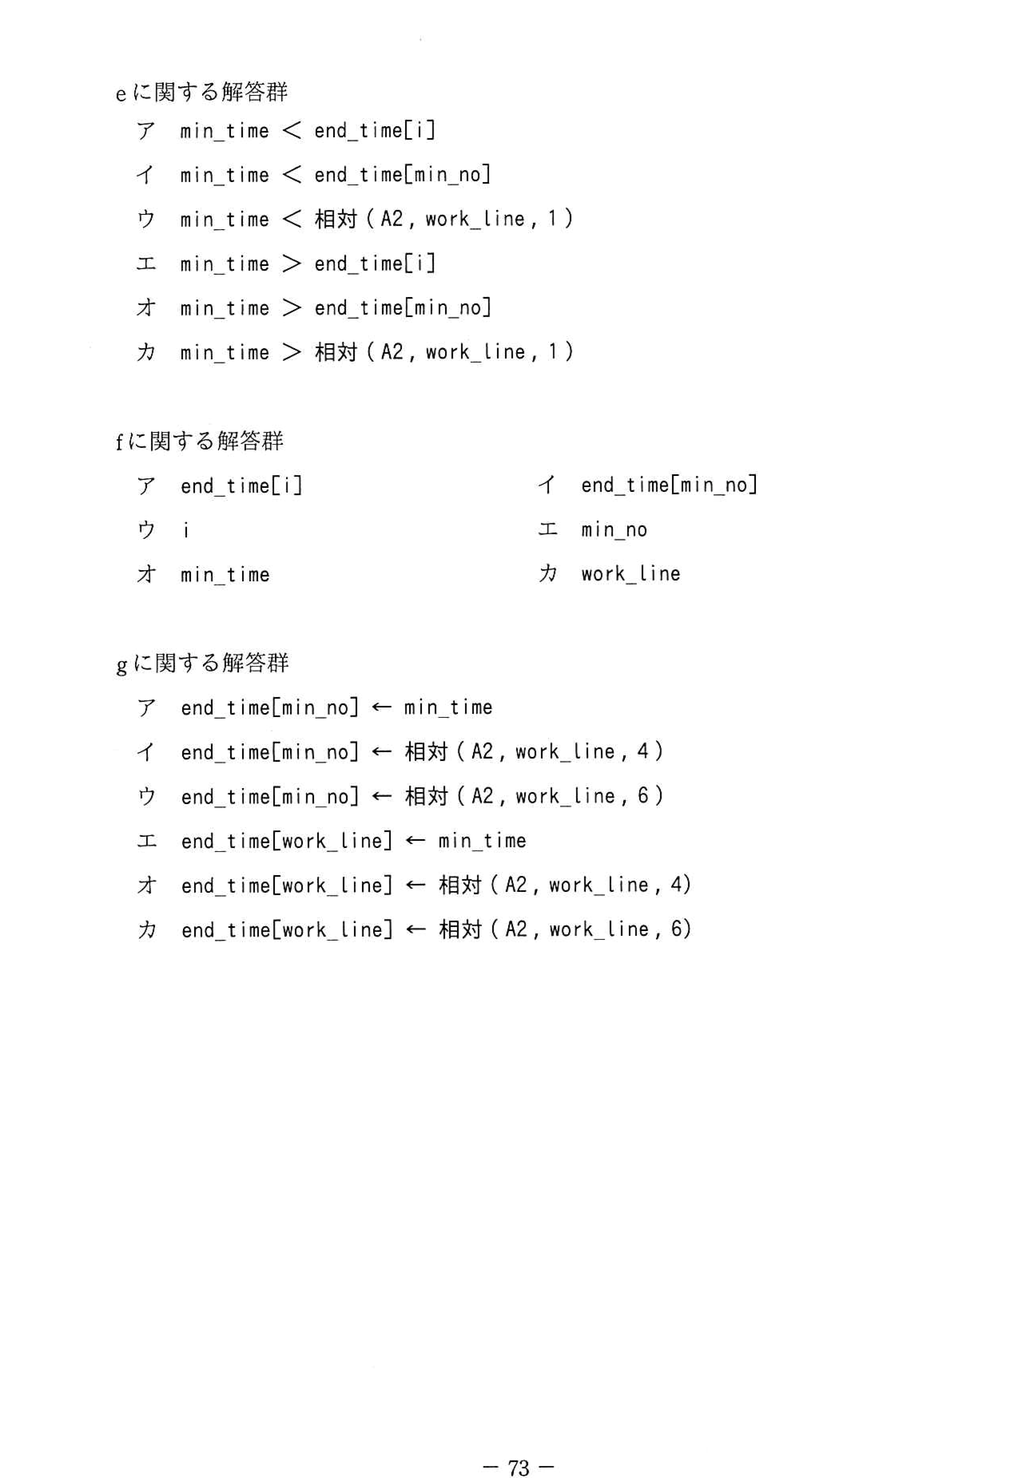 eに関する解答群
ア min_time < end_time[i]
イ min_time < end_time[min_no]
ウ min_time < 相対(A2, work_line, 1)
エ min_time > end_time[i]
オ min_time > end_time[min_no]
カ min_time > 相対(A2, work_line, 1)
fに関する解答群
ア end_time[i] イ end_time[min_no]
ウ i エ min_no
オ min_time カ work_line
gに関する解答群
ア end_time[min_no] ← min_time
イ end_time[min_no] ← 相対(A2, work_line, 4)
ウ end_time[min_no] ← 相対(A2, work_line, 6)
エ end_time[work_line] ← min_time
オ end_time[work_line] ← 相対(A2, work_line, 4)
カ end_time[work_line] ← 相対(A2, work_line, 6)
— 73 —